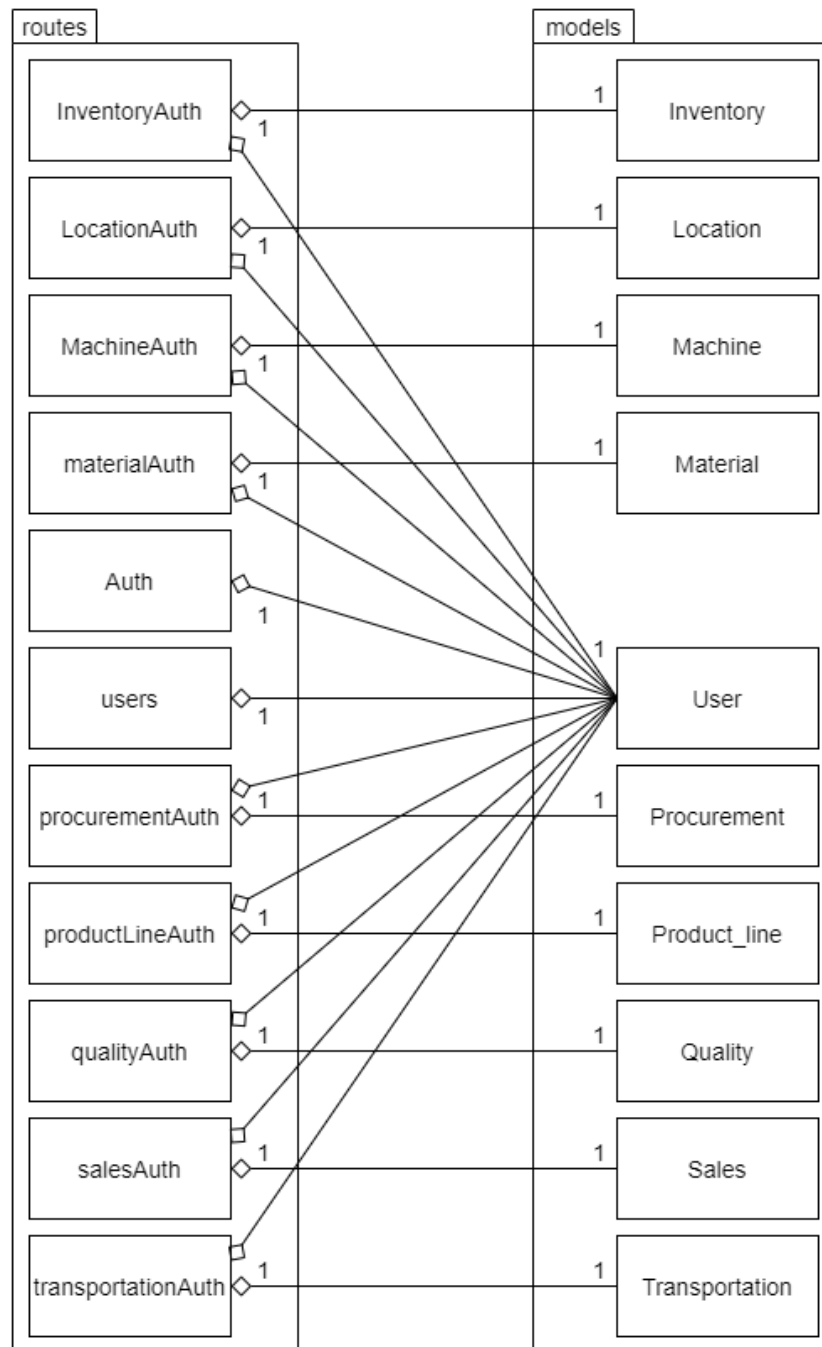 routes models
InventoryAuth 1 1 Inventory
LocationAuth 1 1 Location
MachineAuth 1 1 Machine
materialAuth 1 1 Material
Auth 1
users 1 1 User
procurementAuth 1 1 Procurement
productLineAuth 1 1 Product_line
qualityAuth 1 1 Quality
salesAuth 1 1 Sales
transportationAuth 1 1 Transportation